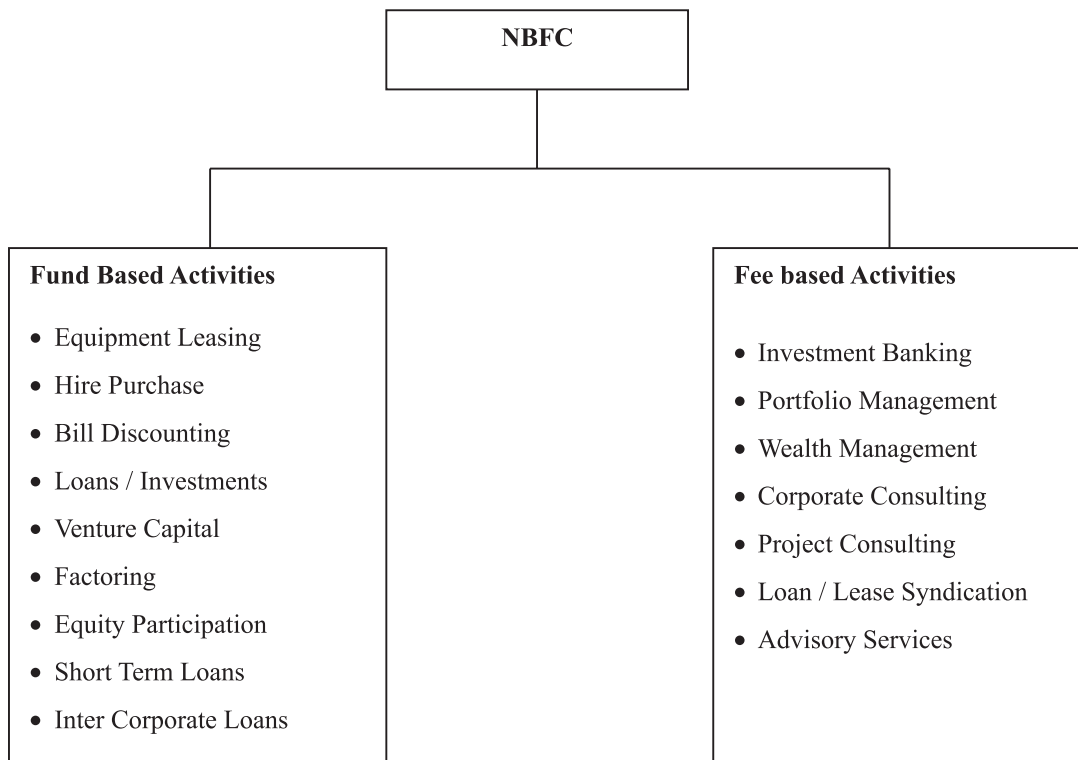 NBFC
Fund Based Activities
• Equipment Leasing
• Hire Purchase
• Bill Discounting
• Loans / Investments
• Venture Capital
• Factoring
• Equity Participation
• Short Term Loans
• Inter Corporate Loans
Fee based Activities
• Investment Banking
• Portfolio Management
• Wealth Management
• Corporate Consulting
• Project Consulting
• Loan / Lease Syndication
• Advisory Services